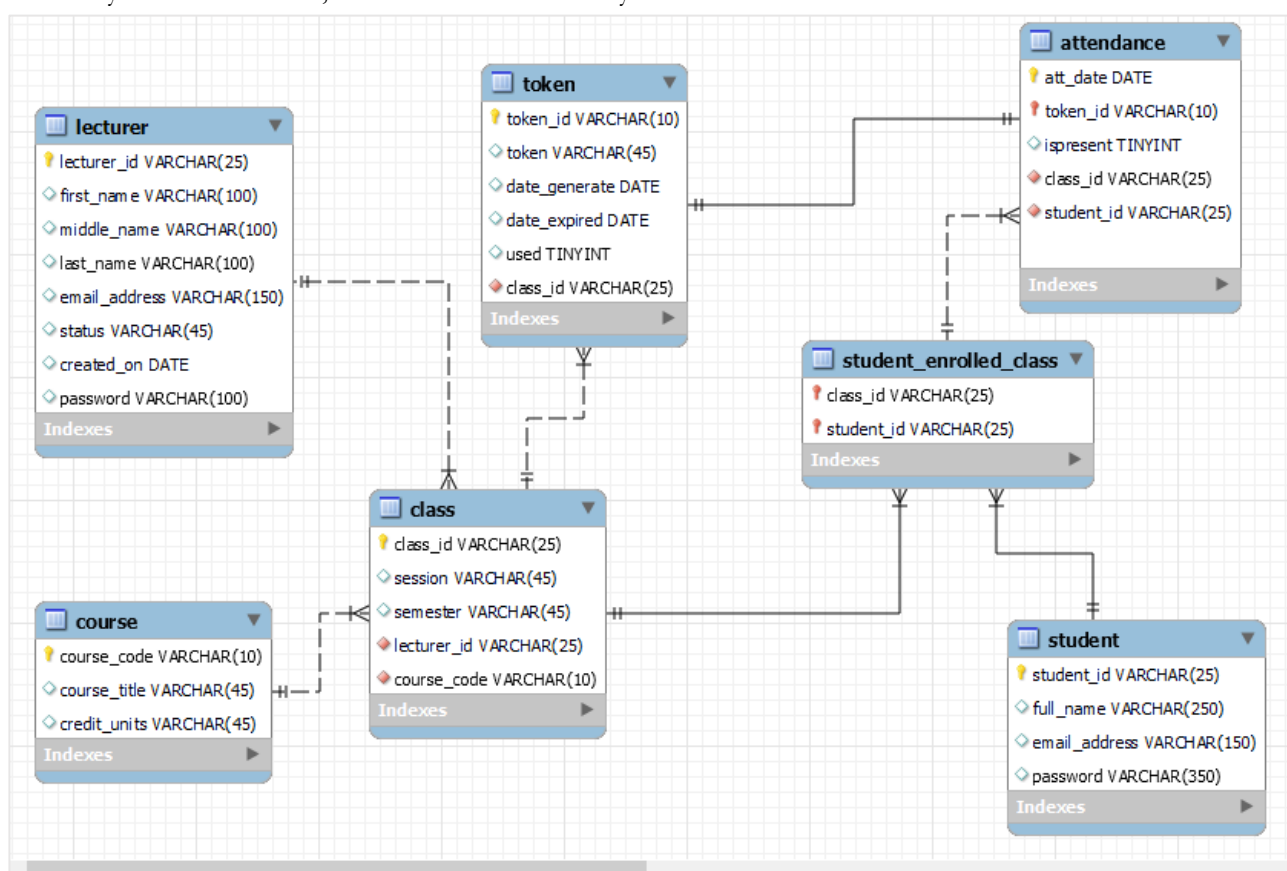 attendance
att_date DATE
token_id VARCHAR(10)
ispresent TINYINT
class_id VARCHAR(25)
student_id VARCHAR(25)
Indexes
token
token_id VARCHAR(10)
token VARCHAR(45)
date_generate DATE
date_expired DATE
used TINYINT
class_id VARCHAR(25)
Indexes
lecturer
lecturer_id VARCHAR(25)
first_name VARCHAR(100)
middle_name VARCHAR(100)
last_name VARCHAR(100)
email_address VARCHAR(150)
status VARCHAR(45)
created_on DATE
password VARCHAR(100)
Indexes
student_enrolled_class
class_id VARCHAR(25)
student_id VARCHAR(25)
Indexes
class
class_id VARCHAR(25)
session VARCHAR(45)
semester VARCHAR(45)
lecturer_id VARCHAR(25)
course_code VARCHAR(10)
Indexes
course
course_code VARCHAR(10)
course_title VARCHAR(45)
credit_units VARCHAR(45)
Indexes
student
student_id VARCHAR(25)
full_name VARCHAR(250)
email_address VARCHAR(150)
password VARCHAR(350)
Indexes